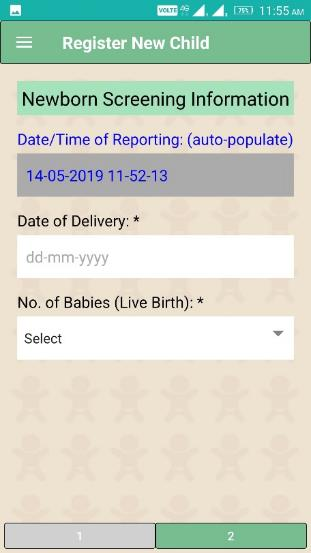 VOLTE 4G 75% 11:55 AM
Register New Child
Newborn Screening Information
Date/Time of Reporting: (auto-populate)
14-05-2019 11-52-13
Date of Delivery: *
dd-mm-yyyy
No. of Babies (Live Birth): *
Select
1 2